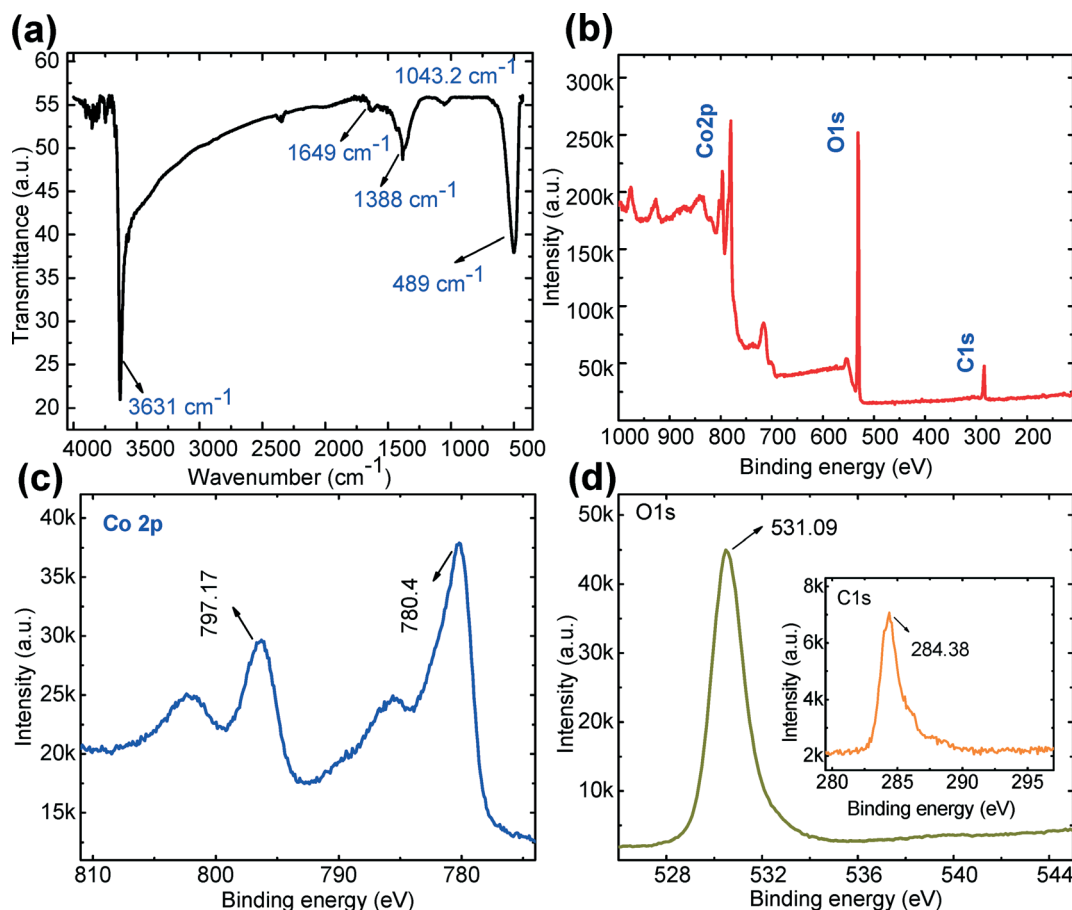 (a)
60
55
50
45
40
35
30
25
20
Transmittance (a.u.)
1043.2 cm-1
1649 cm-1
1388 cm-1
489 cm-1
3631 cm-1
4000 3500 3000 2500 2000 1500 1000 500
Wavenumber (cm-1)
(b)
300k
250k
200k
150k
100k
50k
Intensity (a.u.)
Co2p
O1s
C1s
1000 900 800 700 600 500 400 300 200
Binding energy (eV)
(c)
Co 2p
40k
35k
30k
25k
20k
15k
Intensity (a.u.)
797.17
780.4
810 800 790 780
Binding energy (eV)
(d)
O1s
50k
40k
30k
20k
10k
Intensity (a.u.)
531.09
528 530 532 536 538 540 544
Binding energy (eV)
C1s
8k
6k
4k
2k
Intensity (a.u.)
284.38
280 285 290 295
Binding energy (eV)